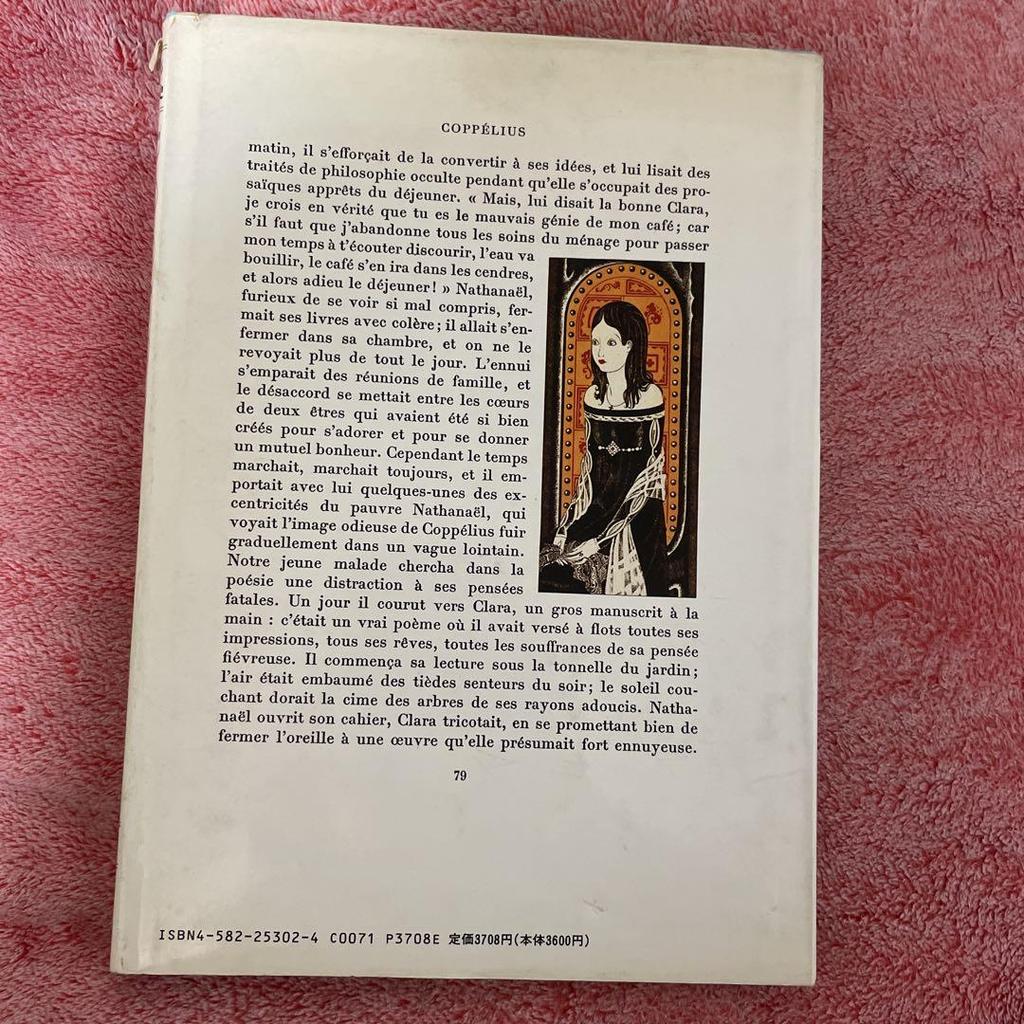 COPPÉLIUS
matin, il s'efforçait de la convertir à ses idées, et lui lisait des
traités de philosophie occulte pendant qu'elle s'occupait des pro-
saïques apprêts du déjeuner. « Mais, lui disait la bonne Clara,
je crois en vérité que tu es le mauvais génie de mon café ; car
s'il faut que j'abandonne tous les soins du ménage pour passer
mon temps à t'écouter discourir, l'eau va
bouillir, le café s'en ira dans les cendres,
et alors adieu le déjeuner! » Nathanaël,
furieux de se voir si mal compris, fer-
mait ses livres avec colère ; il allait s'en-
fermer dans sa chambre, et on ne le
revoyait plus de tout le jour. L'ennui
s'emparait des réunions de famille, et
le désaccord se mettait entre les cœurs
de deux êtres qui avaient été si bien
créés pour s'adorer et pour se donner
un mutuel bonheur. Cependant le temps
marchait, marchait toujours, et il em-
portait avec lui quelques-unes des ex-
centricités du pauvre Nathanaël, qui
voyait l'image odieuse de Coppélius fuir
graduellement dans un vague lointain.
Notre jeune malade chercha dans la
poésie une distraction à ses pensées
fatales. Un jour il courut vers Clara, un gros manuscrit à la
main : c'était un vrai poème où il avait versé à flots toutes ses
impressions, tous ses rêves, toutes les souffrances de sa pensée
fiévreuse. Il commença sa lecture sous la tonnelle du jardin ;
l'air était embaumé des tièdes senteurs du soir ; le soleil cou-
chant dorait la cime des arbres de ses rayons adoucis. Natha-
naël ouvrit son cahier, Clara tricotait, en se promettant bien de
fermer l'oreille à une œuvre qu'elle présumait fort ennuyeuse.
79
ISBN4-582-25302-4 C0071 P3708E 定価3708円(本体3600円)